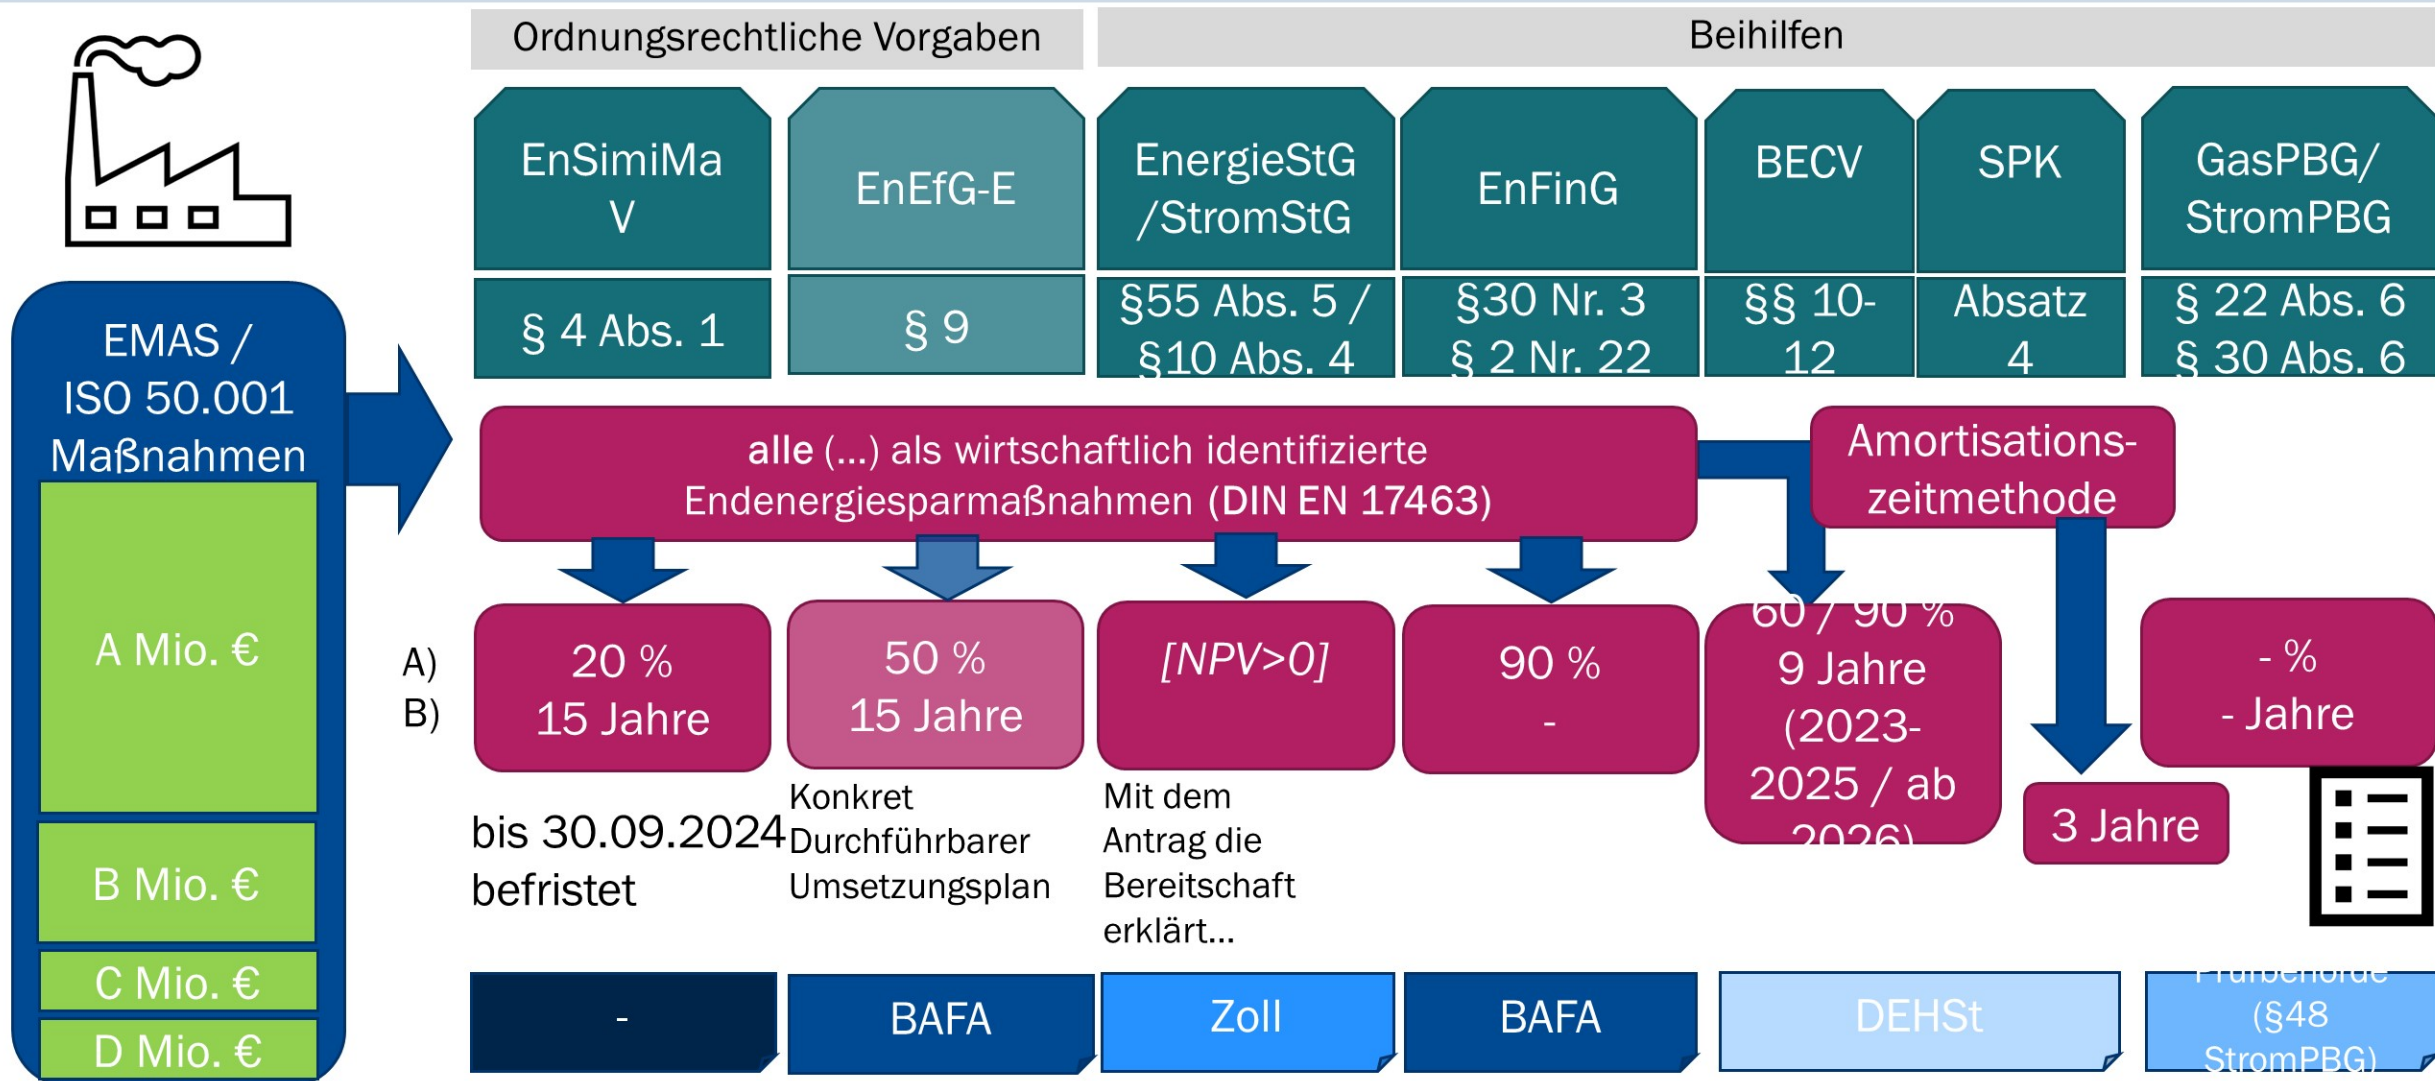 Ordnungsrechtliche Vorgaben
Beihilfen
EnSimiMa
V
EnEfG-E
EnergieStG
/StromStG
EnFinG
BECV
SPK
GasPBG/
StromPBG
§ 4 Abs. 1
§ 9
§55 Abs. 5 /
§10 Abs. 4
§30 Nr. 3
§ 2 Nr. 22
§§ 10-
12
Absatz
4
§ 22 Abs. 6
§ 30 Abs. 6
EMAS /
ISO 50.001
Maßnahmen
A Mio. €
B Mio. €
C Mio. €
D Mio. €
alle (...) als wirtschaftlich identifizierte
Endenergiesparmaßnahmen (DIN EN 17463)
Amortisations-
zeitmethode
A)
B)
20 %
15 Jahre
50 %
15 Jahre
[NPV>0]
90 %
-
60 / 90 %
9 Jahre
(2023-
2025 / ab
2026)
3 Jahre
- %
- Jahre
bis 30.09.2024
befristet
Konkret
Durchführbarer
Umsetzungsplan
Mit dem
Antrag die
Bereitschaft
erklärt...
-
BAFA
Zoll
BAFA
DEHSt
Prüfbehörde
(§48
StromPBG)